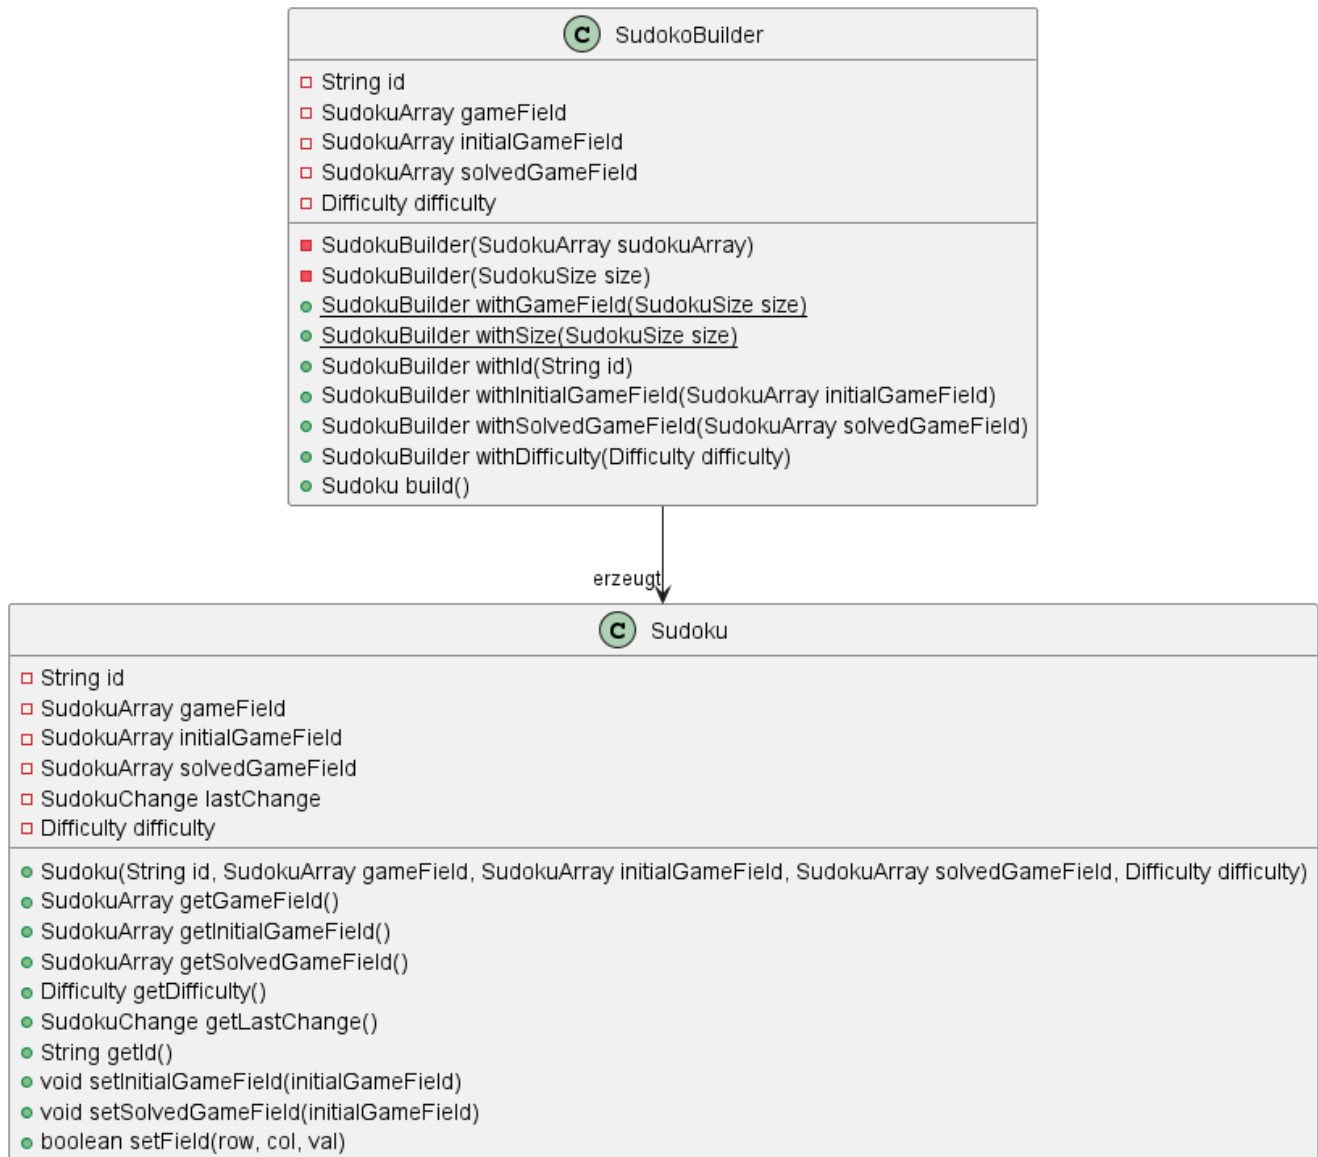 C SudokoBuilder
String id
SudokuArray gameField
SudokuArray initialGameField
SudokuArray solvedGameField
Difficulty difficulty
SudokuBuilder(SudokuArray sudokuArray)
SudokuBuilder(SudokuSize size)
SudokuBuilder withGameField(SudokuSize size)
SudokuBuilder withSize(SudokuSize size)
SudokuBuilder withId(String id)
SudokuBuilder withInitialGameField(SudokuArray initialGameField)
SudokuBuilder withSolvedGameField(SudokuArray solvedGameField)
SudokuBuilder withDifficulty(Difficulty difficulty)
Sudoku build()
erzeugt
C Sudoku
String id
SudokuArray gameField
SudokuArray initialGameField
SudokuArray solvedGameField
SudokuChange lastChange
Difficulty difficulty
Sudoku(String id, SudokuArray gameField, SudokuArray initialGameField, SudokuArray solvedGameField, Difficulty difficulty)
SudokuArray getGameField()
SudokuArray getInitialGameField()
SudokuArray getSolvedGameField()
Difficulty getDifficulty()
SudokuChange getLastChange()
String getId()
void setInitialGameField(initialGameField)
void setSolvedGameField(initialGameField)
boolean setField(row, col, val)